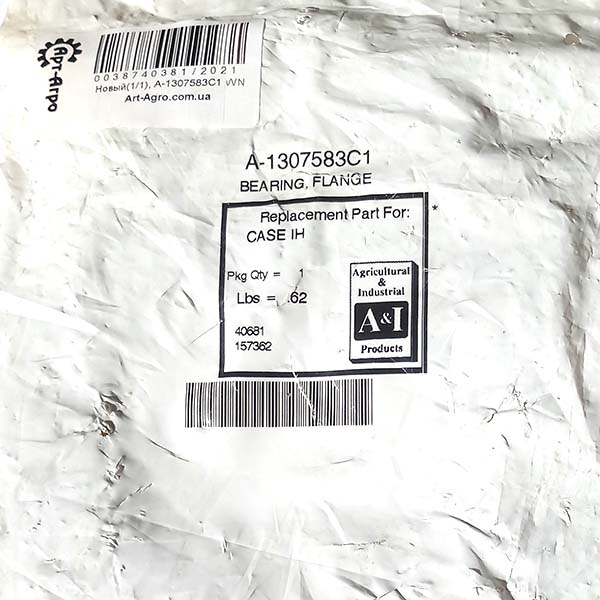 Арт-Агро
0038740381/2021
Новый(1/1), A-1307583C1 WN
Art-Agro.com.ua
A-1307583C1
BEARING, FLANGE
Replacement Part For: *
CASE IH
Pkg Qty = 1
Lbs = .62
40681
157362
Agricultural
& Industrial
A&I
Products